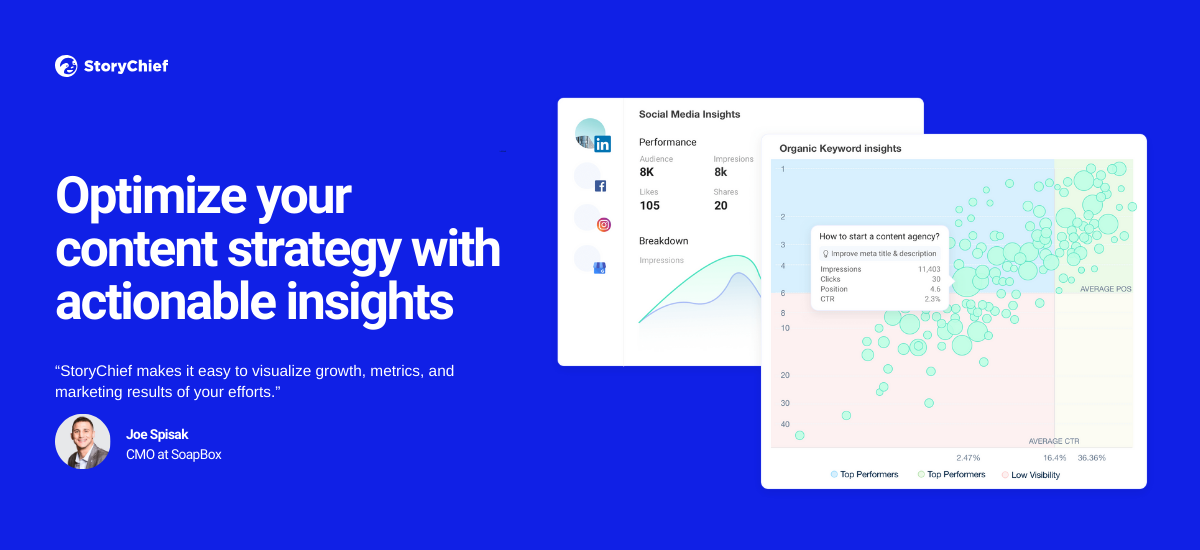 StoryChief
Optimize your
content strategy with
actionable insights
“StoryChief makes it easy to visualize growth, metrics, and
marketing results of your efforts.”
Joe Spisak
CMO at SoapBox
Social Media Insights
Performance
Audience Impresions
8K 8k
Likes Shares
105 20
Breakdown
Impressions
in
Organic Keyword insights
1
2
3
4
6
8
10
20
30
40
How to start a content agency?
Improve meta title & description
Impressions 11,403
Clicks 30
Position 4.6
CTR 2.3%
AVERAGE POS
AVERAGE CTR
2.47% 16.4% 36.36%
Top Performers Top Performers Low Visibility